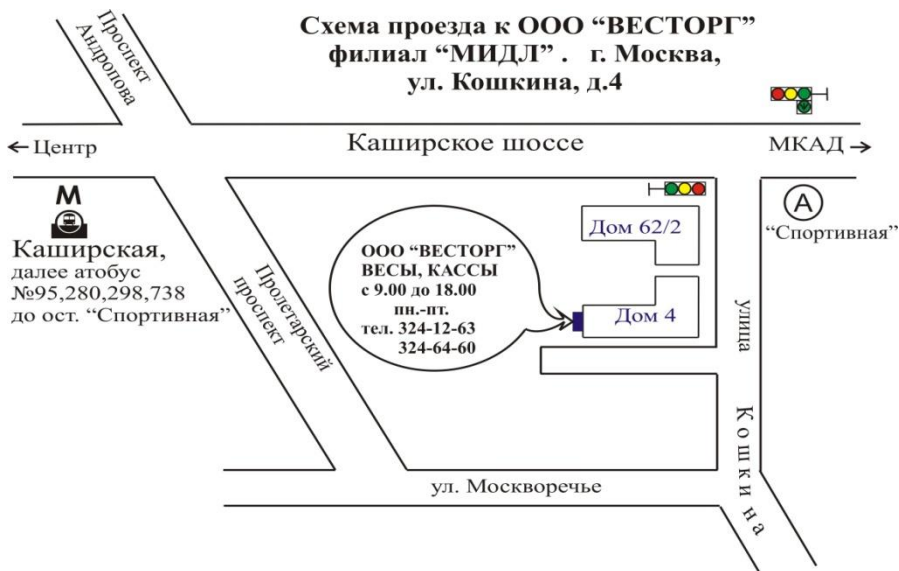 Схема проезда к ООО “ВЕСТОРГ”
филиал “МИДЛ” . г. Москва,
ул. Кошкина, д.4
Проспект
Андропова
← Центр
Каширское шоссе
МКАД →
М
Каширская,
далее атобус
№95,280,298,738
до ост. “Спортивная”
Пролетарский
проспект
ООО “ВЕСТОРГ”
ВЕСЫ, КАССЫ
с 9.00 до 18.00
пн.-пт.
тел. 324-12-63
324-64-60
Дом 62/2
Дом 4
А
“Спортивная”
улица Кошкина
ул. Москворечье